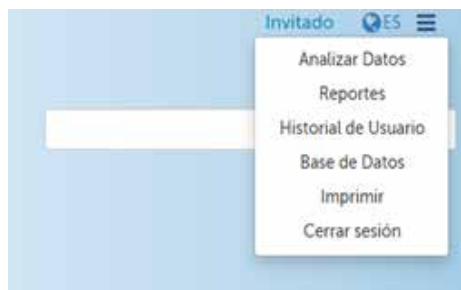 Invitado ES
Analizar Datos
Reportes
Historial de Usuario
Base de Datos
Imprimir
Cerrar sesión